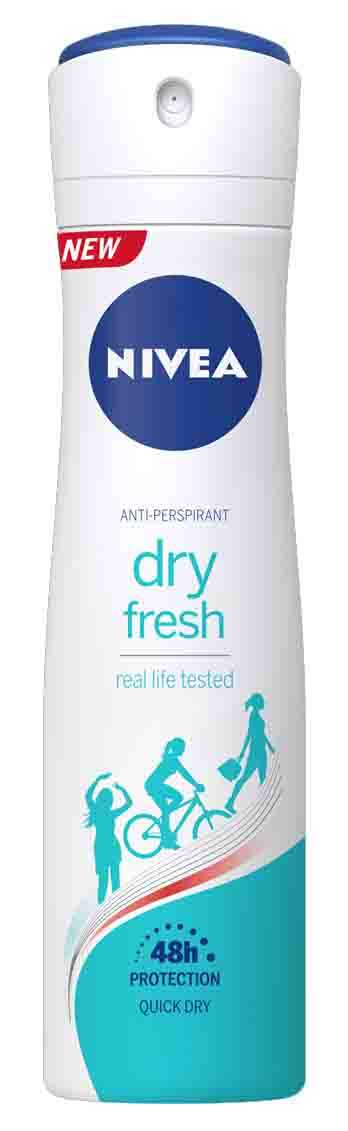 NEW
NIVEA
ANTI-PERSPIRANT
dry
fresh
real life tested
48h
PROTECTION
QUICK DRY